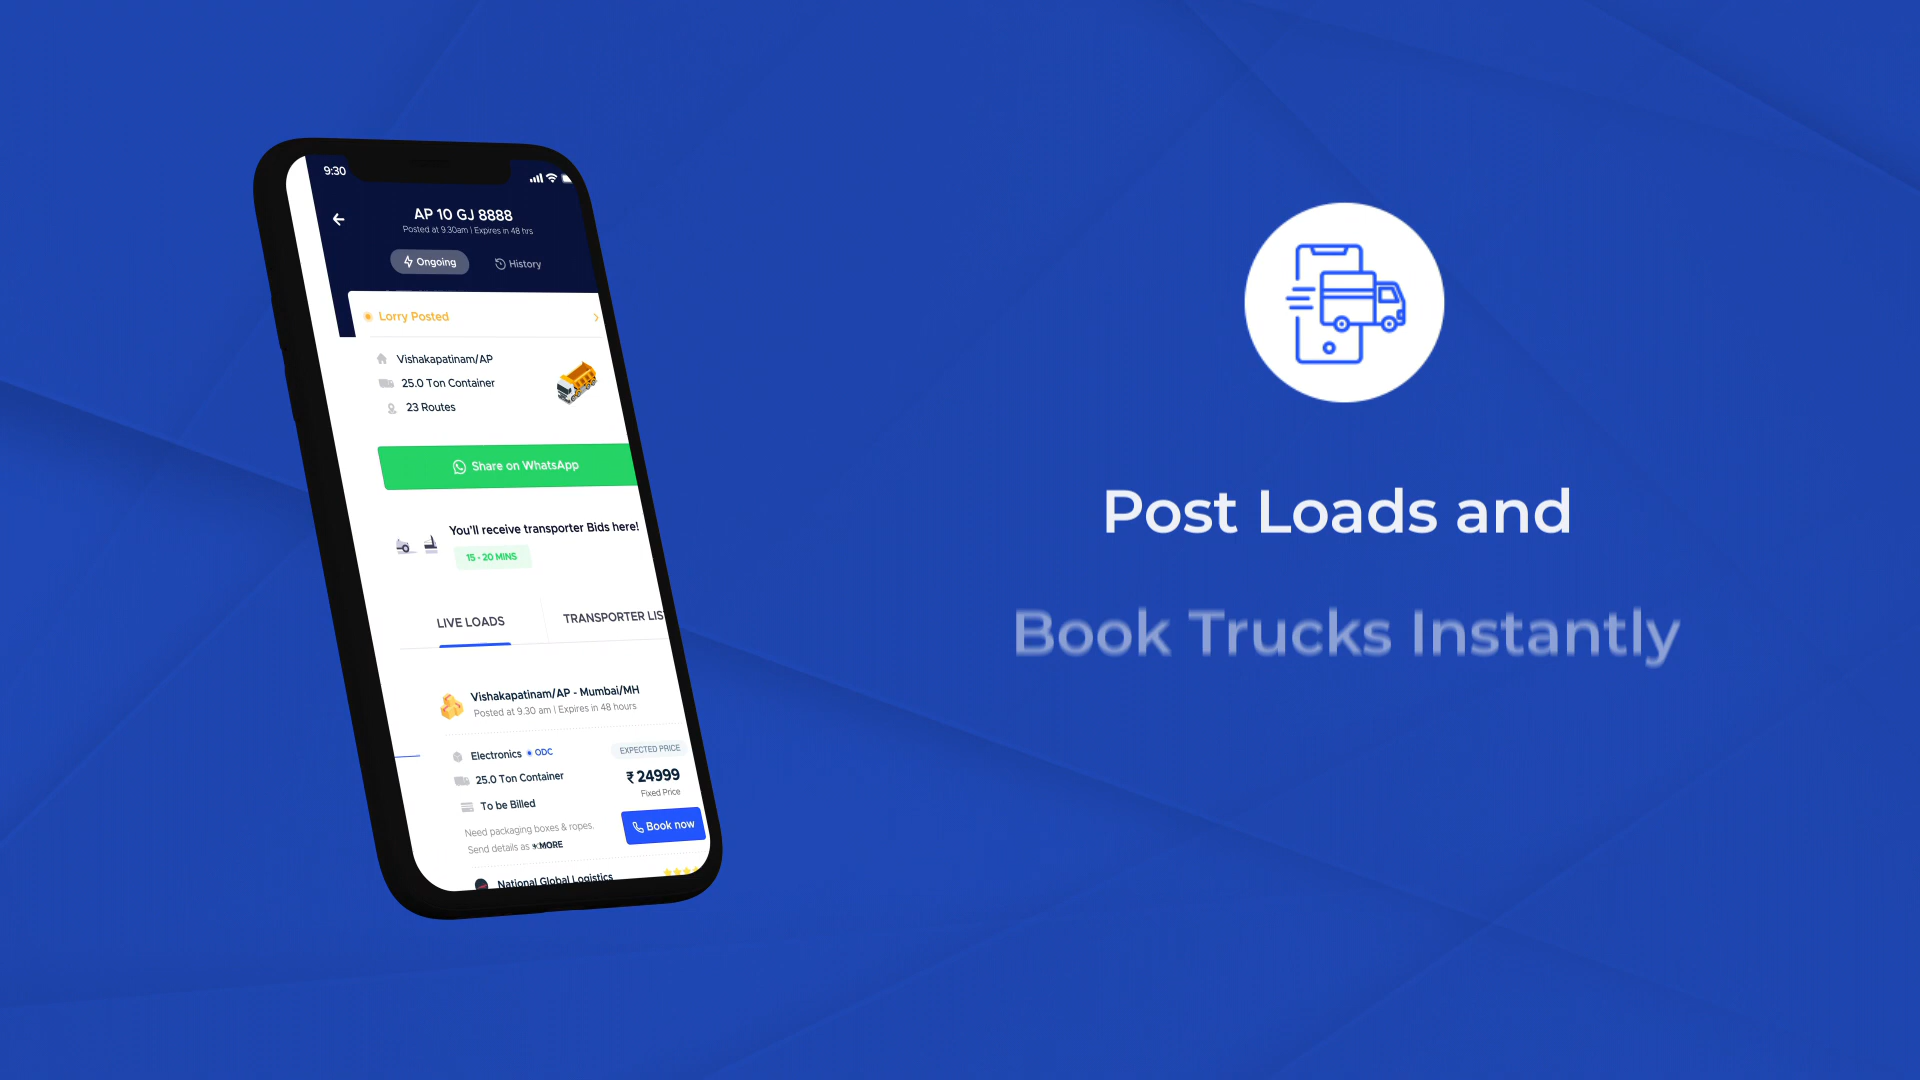 9:30
AP 10 GJ 8888
Posted at 9.30am | Expires in 48 hrs
Ongoing
History
Lorry Posted
Vishakapatinam/AP
25.0 Ton Container
23 Routes
Share on WhatsApp
You'll receive transporter Bids here!
15 - 20 MINS
LIVE LOADS
TRANSPORTER LIS
Vishakapatinam/AP - Mumbai/MH
Posted at 9.30 am | Expires in 48 hours
Electronics ODC
EXPECTED PRICE
25.0 Ton Container
₹ 24999
Fixed Price
To be Billed
Book now
Need packaging boxes & ropes.
Send details as +MORE
National Global Logistics
Post Loads and
Book Trucks Instantly